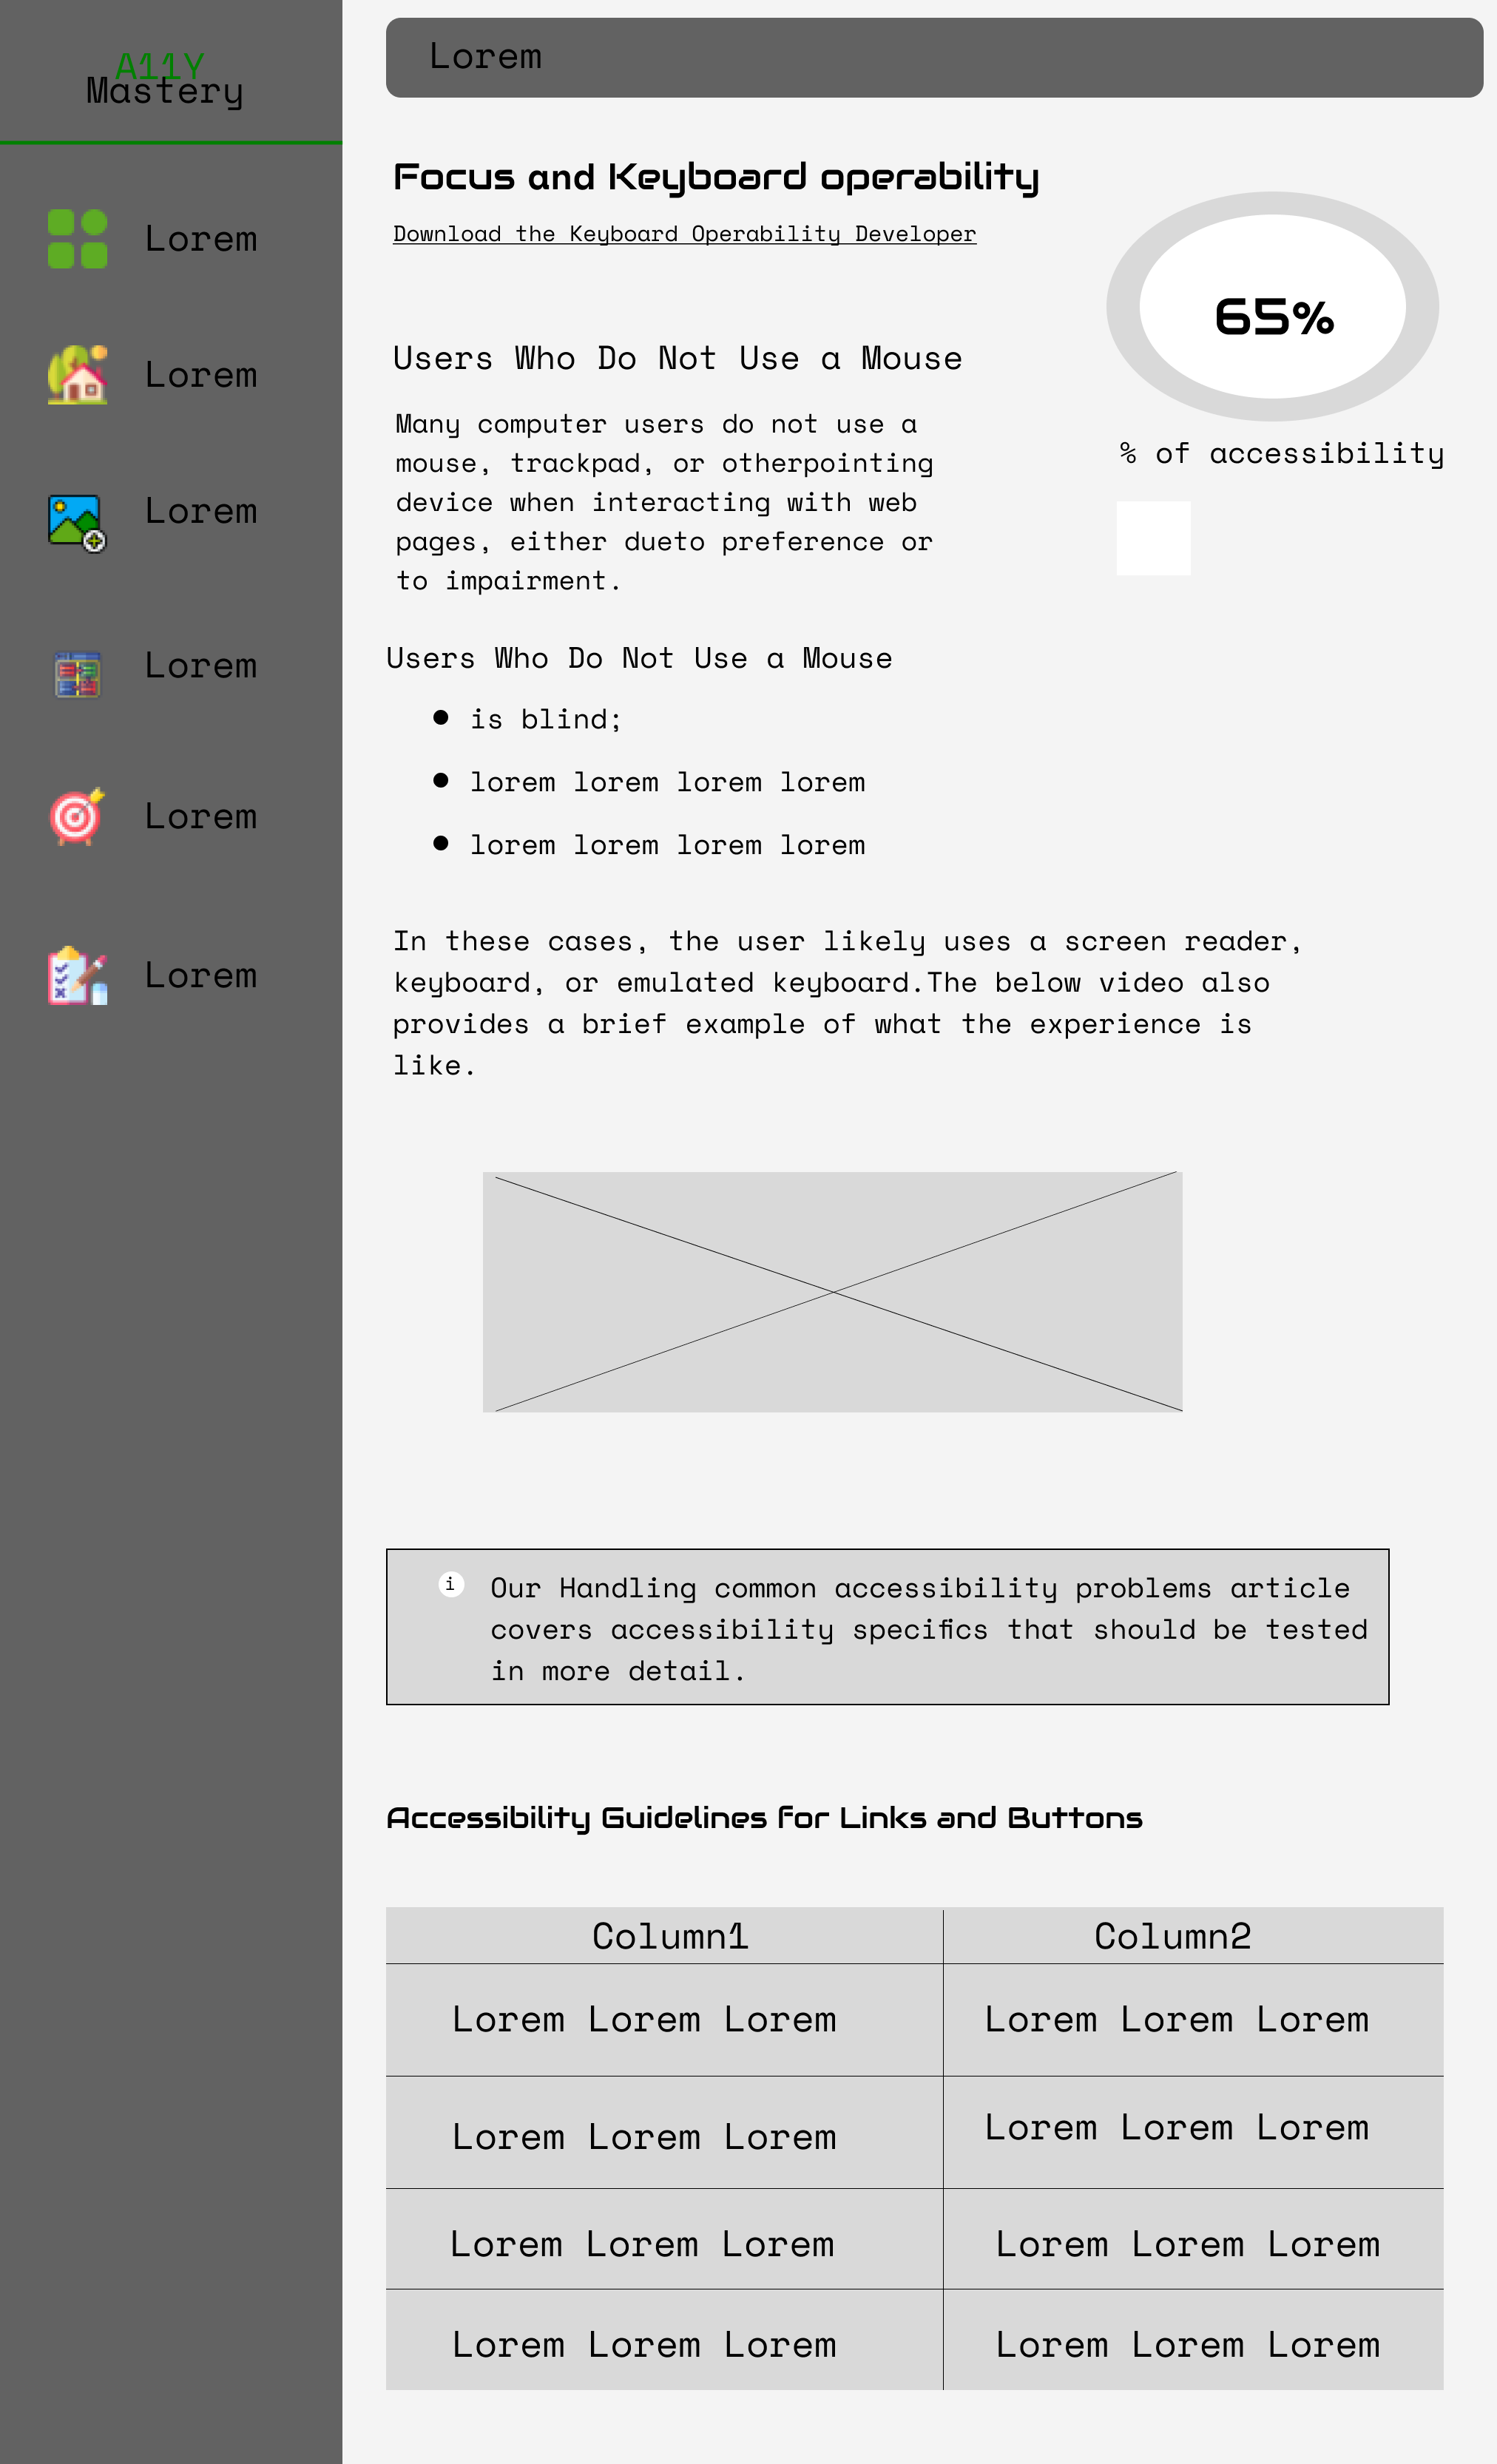 A11Y
Mastery
Lorem
Lorem
Lorem
Lorem
Lorem
Lorem
Lorem
Focus and Keyboard operability
Download the Keyboard Operability Developer
65%
% of accessibility
Users Who Do Not Use a Mouse
Many computer users do not use a
mouse, trackpad, or otherpointing
device when interacting with web
pages, either dueto preference or
to impairment.
Users Who Do Not Use a Mouse
is blind;
lorem lorem lorem lorem
lorem lorem lorem lorem
In these cases, the user likely uses a screen reader,
keyboard, or emulated keyboard.The below video also
provides a brief example of what the experience is
like.
i
Our Handling common accessibility problems article
covers accessibility specifics that should be tested
in more detail.
Accessibility Guidelines for Links and Buttons
Column1 Column2
Lorem Lorem Lorem Lorem Lorem Lorem
Lorem Lorem Lorem Lorem Lorem Lorem
Lorem Lorem Lorem Lorem Lorem Lorem
Lorem Lorem Lorem Lorem Lorem Lorem